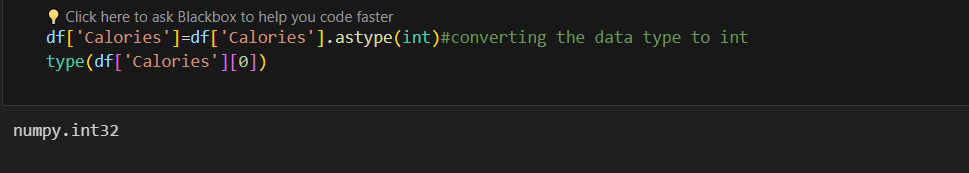 Click here to ask Blackbox to help you code faster
df['Calories']=df['Calories'].astype(int)#converting the data type to int
type(df['Calories'][0])
numpy.int32